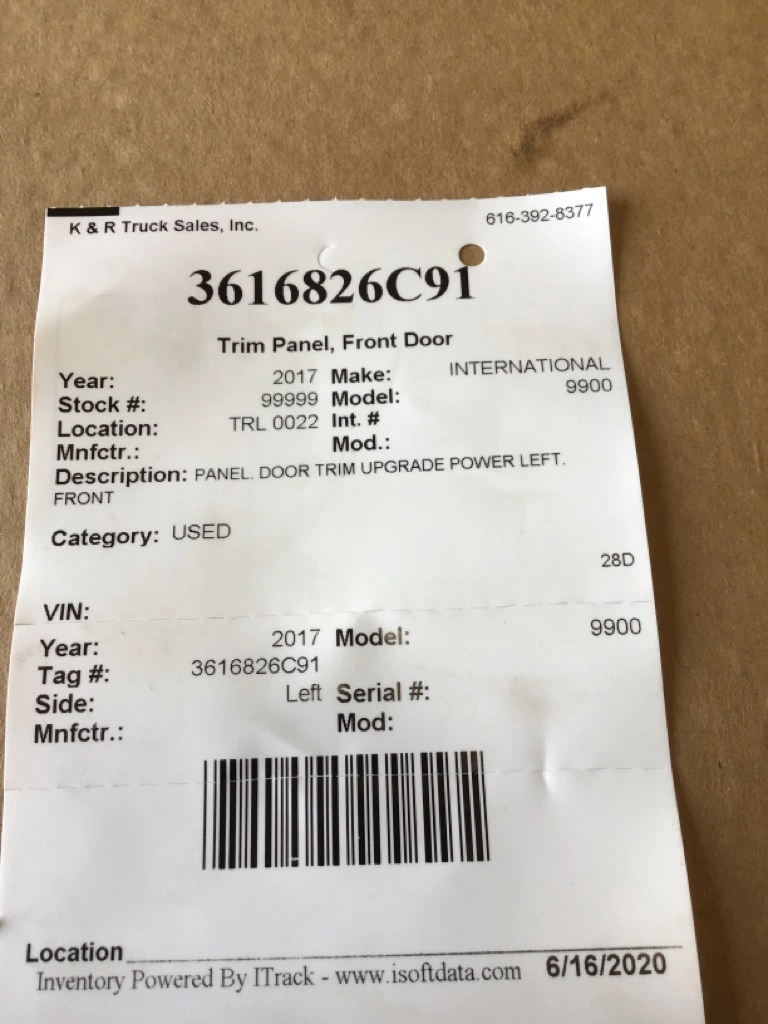 K & R Truck Sales, Inc. 616-392-8377
3616826C91
Trim Panel, Front Door
Year: 2017 Make: INTERNATIONAL
Stock #: 99999 Model: 9900
Location: TRL 0022 Int. #
Mnfctr.: Mod.:
Description: PANEL. DOOR TRIM UPGRADE POWER LEFT.
FRONT
Category: USED
28D
VIN:
Year: 2017 Model: 9900
Tag #: 3616826C91
Side: Left Serial #:
Mnfctr.: Mod:
Location
Inventory Powered By ITrack - www.isoftdata.com 6/16/2020